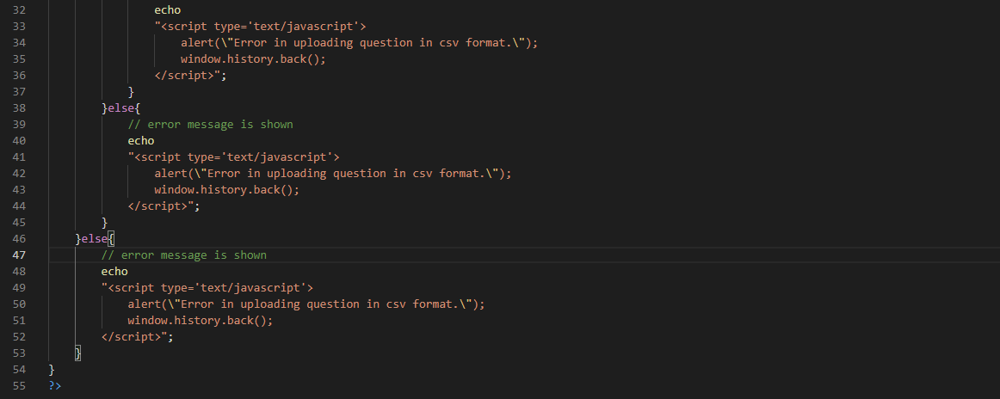 32 echo
33 "<script type='text/javascript'>
34 alert(\"Error in uploading question in csv format.\");
35 window.history.back();
36 </script>";
37 }
38 }else{
39 // error message is shown
40 echo
41 "<script type='text/javascript'>
42 alert(\"Error in uploading question in csv format.\");
43 window.history.back();
44 </script>";
45 }
46 }else{
47 // error message is shown
48 echo
49 "<script type='text/javascript'>
50 alert(\"Error in uploading question in csv format.\");
51 window.history.back();
52 </script>";
53 }
54 }
55 ?>